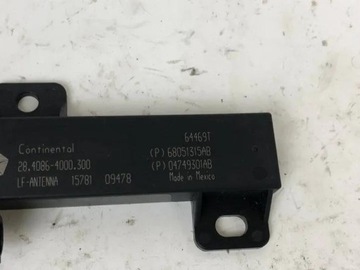 64469T
Continental
(P) 68051315AB
28.4086-4000.300
(P) 04749301AB
LF-ANTENNA 15781 09478
Made in Mexico